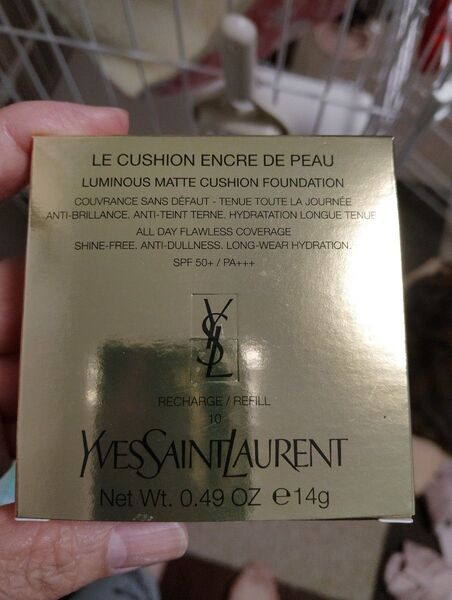 LE CUSHION ENCRE DE PEAU
LUMINOUS MATTE CUSHION FOUNDATION
COUVRANCE SANS DÉFAUT - TENUE TOUTE LA JOURNÉE
ANTI-BRILLANCE. ANTI-TEINT TERNE. HYDRATATION LONGUE TENUE
ALL DAY FLAWLESS COVERAGE
SHINE-FREE. ANTI-DULLNESS. LONG-WEAR HYDRATION.
SPF 50+ / PA+++
YSL
RECHARGE / REFILL
10
YVESSAINTLAURENT
Net Wt. 0.49 OZ ℮14g